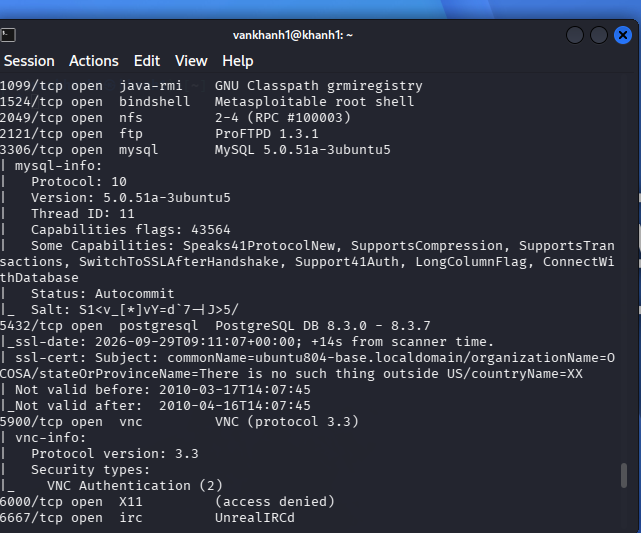 vankhanh1@khanh1: ~
Session Actions Edit View Help
1099/tcp open  java-rmi    GNU Classpath grmiregistry
1524/tcp open  bindshell   Metasploitable root shell
2049/tcp open  nfs         2-4 (RPC #100003)
2121/tcp open  ftp         ProFTPD 1.3.1
3306/tcp open  mysql       MySQL 5.0.51a-3ubuntu5
| mysql-info:
|   Protocol: 10
|   Version: 5.0.51a-3ubuntu5
|   Thread ID: 11
|   Capabilities flags: 43564
|   Some Capabilities: Speaks41ProtocolNew, SupportsCompression, SupportsTran
sactions, SwitchToSSLAfterHandshake, Support41Auth, LongColumnFlag, ConnectWi
thDatabase
|   Status: Autocommit
|_  Salt: S1<v_[*]vY=d`7-|J>5/
5432/tcp open  postgresql  PostgreSQL DB 8.3.0 - 8.3.7
|_ssl-date: 2026-09-29T09:11:07+00:00; +14s from scanner time.
| ssl-cert: Subject: commonName=ubuntu804-base.localdomain/organizationName=O
COSA/stateOrProvinceName=There is no such thing outside US/countryName=XX
| Not valid before: 2010-03-17T14:07:45
|_Not valid after:  2010-04-16T14:07:45
5900/tcp open  vnc         VNC (protocol 3.3)
| vnc-info:
|   Protocol version: 3.3
|   Security types:
|_    VNC Authentication (2)
6000/tcp open  X11         (access denied)
6667/tcp open  irc         UnrealIRCd